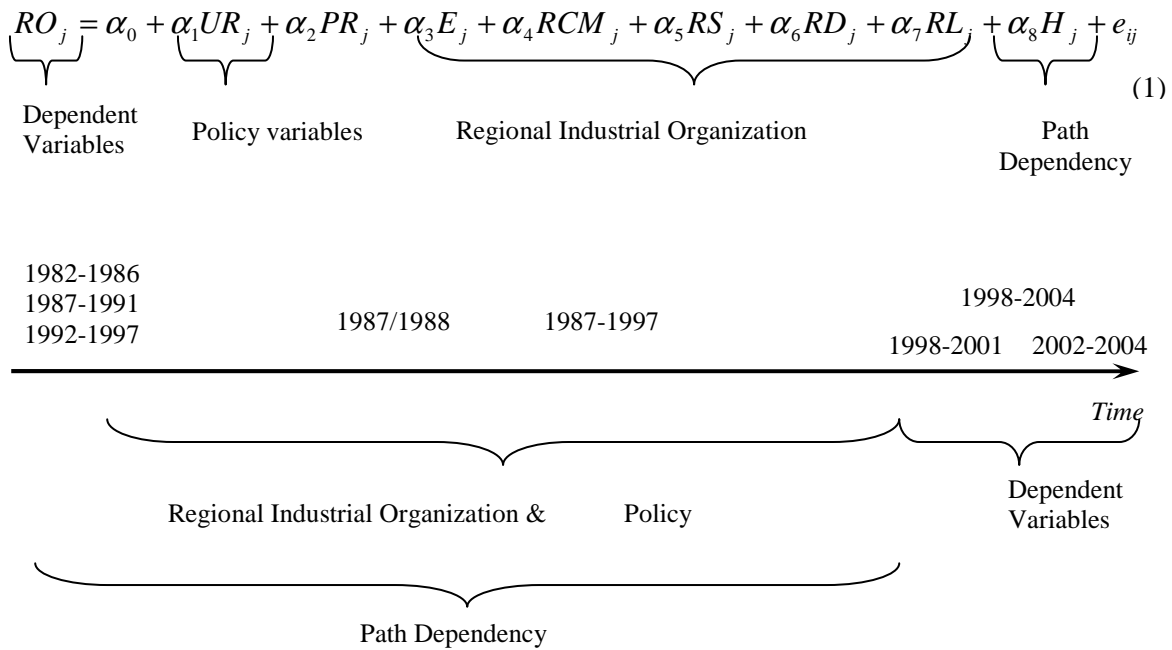 RO_j = α_0 + α_1UR_j + α_2PR_j + α_3E_j + α_4RCM_j + α_5RS_j + α_6RD_j + α_7RL_j + α_8H_j + e_ij
(1)
Dependent
Variables
Policy variables
Regional Industrial Organization
Path
Dependency
1982-1986
1987-1991
1992-1997
1987/1988
1987-1997
1998-2004
1998-2001 2002-2004
Time
Regional Industrial Organization & Policy
Dependent
Variables
Path Dependency